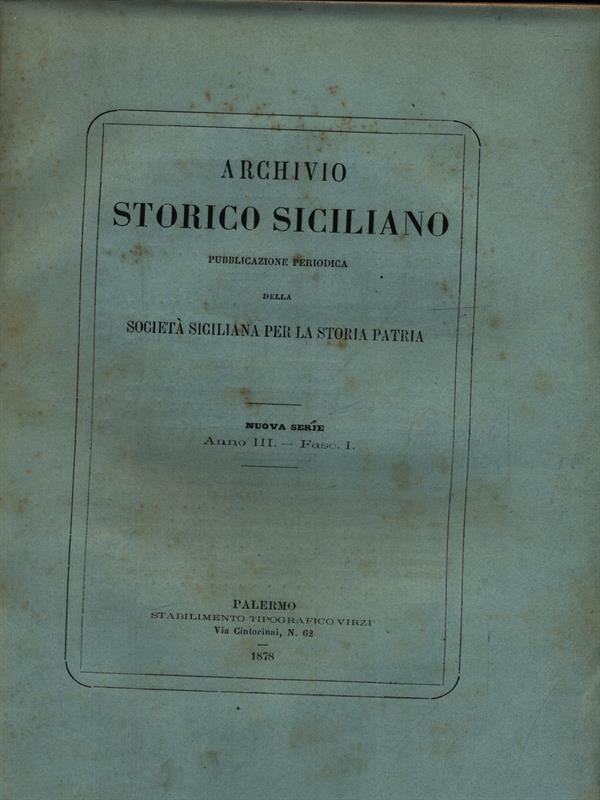 ARCHIVIO
STORICO SICILIANO
PUBBLICAZIONE PERIODICA
DELLA
SOCIETÀ SICILIANA PER LA STORIA PATRIA
NUOVA SERIE
Anno III. — Fasc. I.
PALERMO
STABILIMENTO TIPOGRAFICO VIRZI'
Via Cintorinai, N. 62
1878